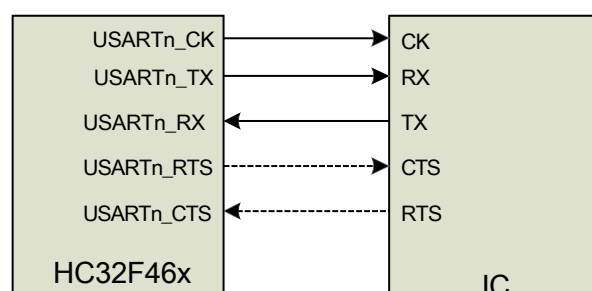 USARTn_CK CK
USARTn_TX RX
USARTn_RX TX
USARTn_RTS CTS
USARTn_CTS RTS
HC32F46x
IC